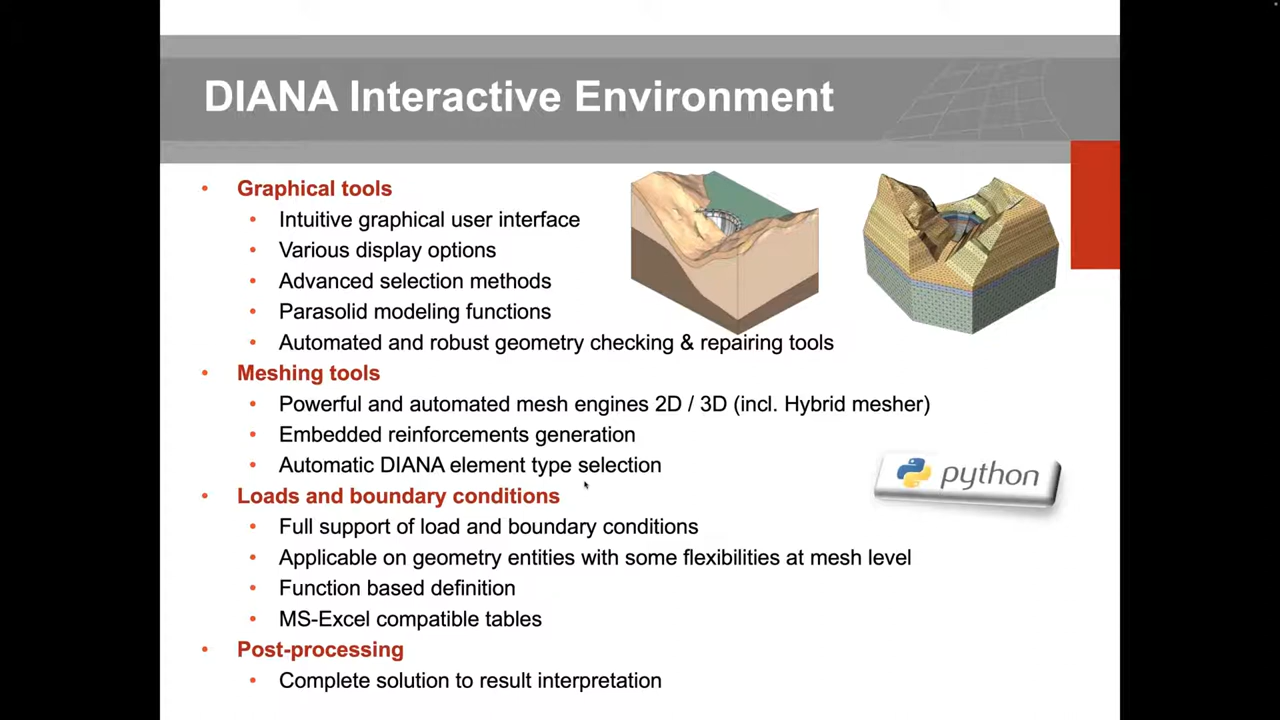 DIANA Interactive Environment
• Graphical tools
• Intuitive graphical user interface
• Various display options
• Advanced selection methods
• Parasolid modeling functions
• Automated and robust geometry checking & repairing tools
• Meshing tools
• Powerful and automated mesh engines 2D / 3D (incl. Hybrid mesher)
• Embedded reinforcements generation
• Automatic DIANA element type selection
python
• Loads and boundary conditions
• Full support of load and boundary conditions
• Applicable on geometry entities with some flexibilities at mesh level
• Function based definition
• MS-Excel compatible tables
• Post-processing
• Complete solution to result interpretation